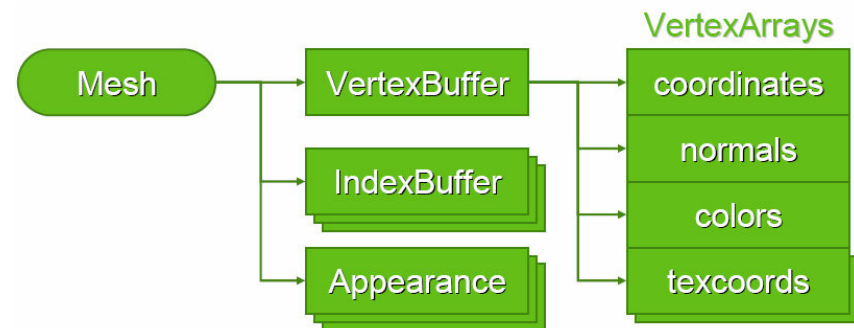 VertexArrays
Mesh
VertexBuffer
coordinates
normals
IndexBuffer
colors
Appearance
texcoords